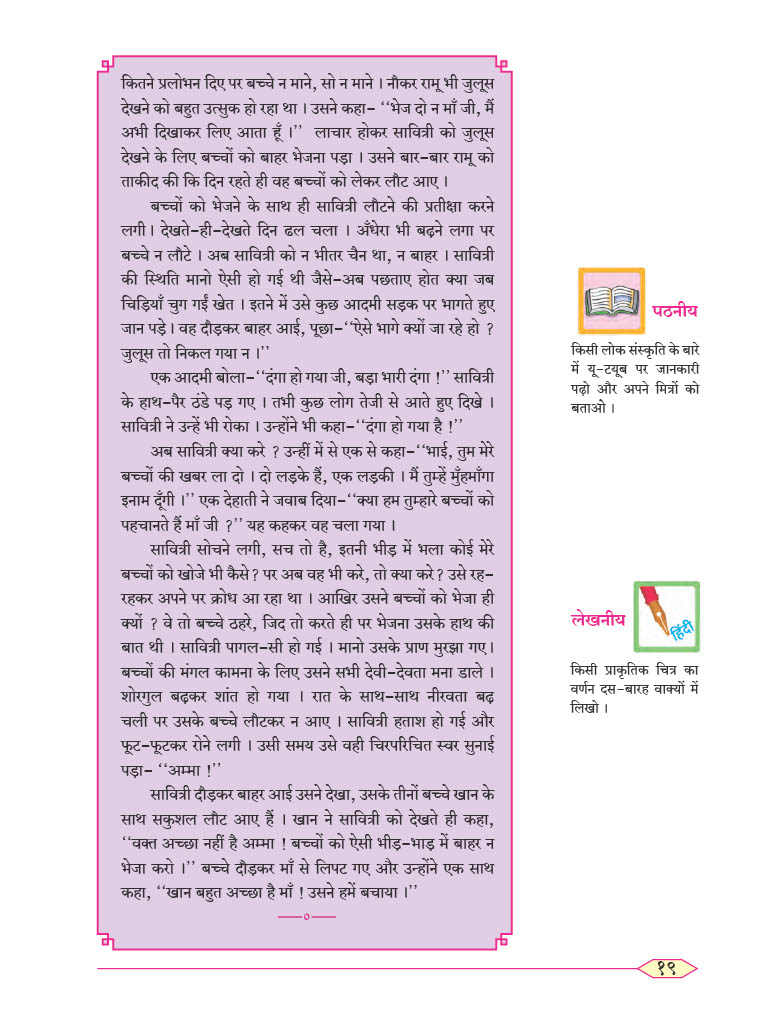 कितने प्रलोभन दिए पर बच्चे न माने, सो न माने । नौकर रामू भी जुलूस
देखने को बहुत उत्सुक हो रहा था । उसने कहा- ‘‘भेज दो न माँ जी, मैं
अभी दिखाकर लिए आता हूँ ।’’ लाचार होकर सावित्री को जुलूस
देखने के लिए बच्चों को बाहर भेजना पड़ा । उसने बार-बार रामू को
ताकीद की कि दिन रहते ही वह बच्चों को लेकर लौट आए ।
बच्चों को भेजने के साथ ही सावित्री लौटने की प्रतीक्षा करने
लगी । देखते-ही-देखते दिन ढल चला । अँधेरा भी बढ़ने लगा पर
बच्चे न लौटे । अब सावित्री को न भीतर चैन था, न बाहर । सावित्री
की स्थिति मानो ऐसी हो गई थी जैसे-अब पछताए होत क्या जब
चिड़ियाँ चुग गईं खेत । इतने में उसे कुछ आदमी सड़क पर भागते हुए
जान पड़े । वह दौड़कर बाहर आई, पूछा-‘‘ऐसे भागे क्यों जा रहे हो ?
जुलूस तो निकल गया न ।’’
एक आदमी बोला-‘‘दंगा हो गया जी, बड़ा भारी दंगा !’’ सावित्री
के हाथ-पैर ठंडे पड़ गए । तभी कुछ लोग तेजी से आते हुए दिखे ।
सावित्री ने उन्हें भी रोका । उन्होंने भी कहा-‘‘दंगा हो गया है !’’
अब सावित्री क्या करे ? उन्हीं में से एक से कहा-‘‘भाई, तुम मेरे
बच्चों की खबर ला दो । दो लड़के हैं, एक लड़की । मैं तुम्हें मुँहमाँगा
इनाम दूँगी ।’’ एक देहाती ने जवाब दिया-‘‘क्या हम तुम्हारे बच्चों को
पहचानते हैं माँ जी ?’’ यह कहकर वह चला गया ।
सावित्री सोचने लगी, सच तो है, इतनी भीड़ में भला कोई मेरे
बच्चों को खोजे भी कैसे ? पर अब वह भी करे, तो क्या करे ? उसे रह-
रहकर अपने पर क्रोध आ रहा था । आखिर उसने बच्चों को भेजा ही
क्यों ? वे तो बच्चे ठहरे, जिद तो करते ही पर भेजना उसके हाथ की
बात थी । सावित्री पागल-सी हो गई । मानो उसके प्राण मुरझा गए ।
बच्चों की मंगल कामना के लिए उसने सभी देवी-देवता मना डाले ।
शोरगुल बढ़कर शांत हो गया । रात के साथ-साथ नीरवता बढ़
चली पर उसके बच्चे लौटकर न आए । सावित्री हताश हो गई और
फूट-फूटकर रोने लगी । उसी समय उसे वही चिरपरिचित स्वर सुनाई
पड़ा- ‘‘अम्मा !’’
सावित्री दौड़कर बाहर आई उसने देखा, उसके तीनों बच्चे खान के
साथ सकुशल लौट आए हैं । खान ने सावित्री को देखते ही कहा,
‘‘वक्त अच्छा नहीं है अम्मा ! बच्चों को ऐसी भीड़-भाड़ में बाहर न
भेजा करो ।’’ बच्चे दौड़कर माँ से लिपट गए और उन्होंने एक साथ
कहा, ‘‘खान बहुत अच्छा है माँ ! उसने हमें बचाया ।’’
०
पठनीय
किसी लोक संस्कृति के बारे
में यू-टयूब पर जानकारी
पढ़ो और अपने मित्रों को
बताओ ।
लेखनीय
हिंदी
किसी प्राकृतिक चित्र का
वर्णन दस-बारह वाक्यों में
लिखो ।
१९